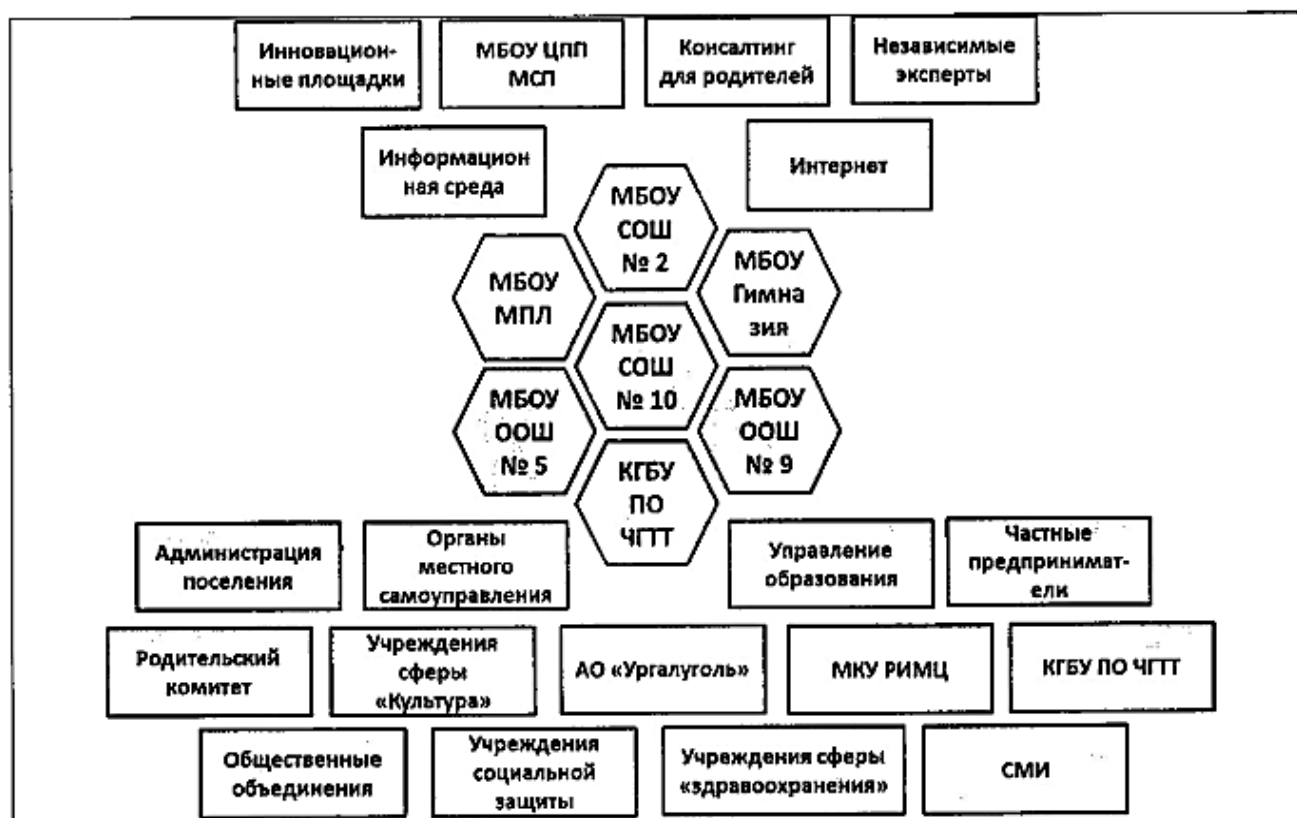 Инновацион-
ные площадки
МБОУ ЦПП
МСП
Консалтинг
для родителей
Независимые
эксперты
Информацион
ная среда
Интернет
МБОУ
СОШ
№ 2
МБОУ
МПЛ
МБОУ
Гимна
зия
МБОУ
СОШ
№ 10
МБОУ
ООШ
№ 5
МБОУ
ООШ
№ 9
КГБУ
ПО
ЧГТТ
Администрация
поселения
Органы
местного
самоуправления
Управление
образования
Частные
предпринимат-
ели
Родительский
комитет
Учреждения
сферы
«Культура»
АО «Ургалуголь»
МКУ РИМЦ
КГБУ ПО ЧГТТ
Общественные
объединения
Учреждения
социальной
защиты
Учреждения сферы
«здравоохранения»
СМИ